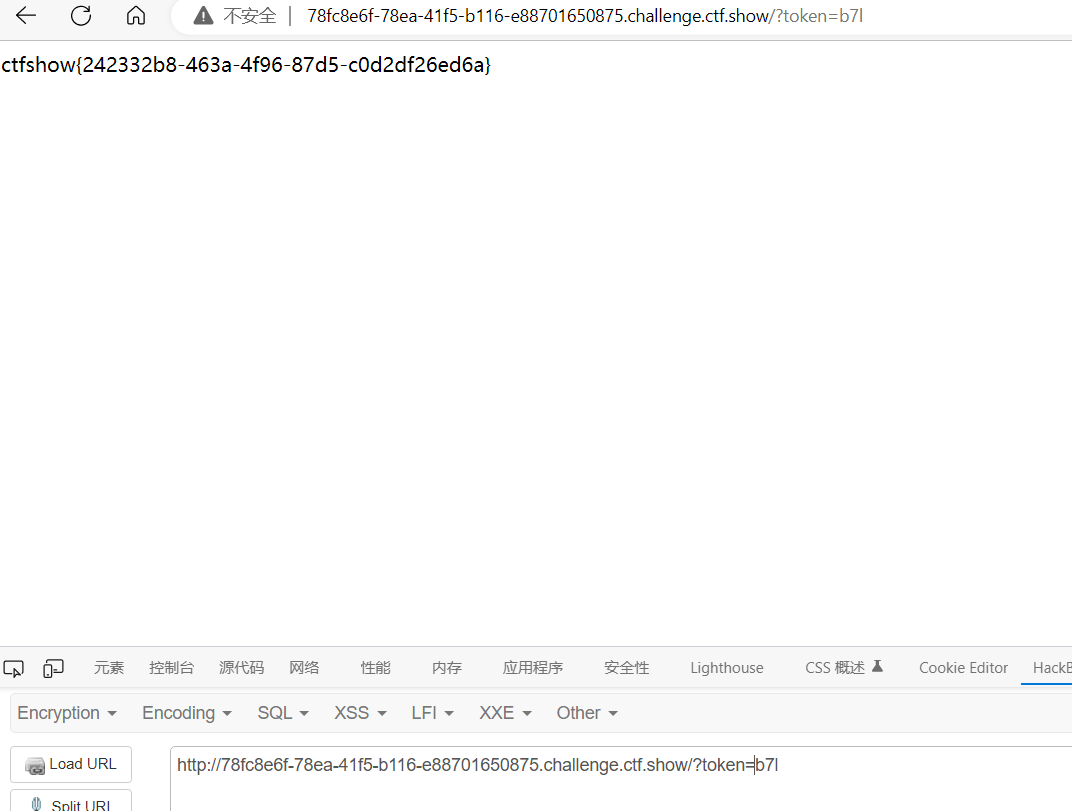 不安全 | 78fc8e6f-78ea-41f5-b116-e88701650875.challenge.ctf.show/?token=b7l
ctfshow{242332b8-463a-4f96-87d5-c0d2df26ed6a}
元素 控制台 源代码 网络 性能 内存 应用程序 安全性 Lighthouse CSS 概述 Cookie Editor HackB
Encryption Encoding SQL XSS LFI XXE Other
Load URL http://78fc8e6f-78ea-41f5-b116-e88701650875.challenge.ctf.show/?token=b7l
Split URL